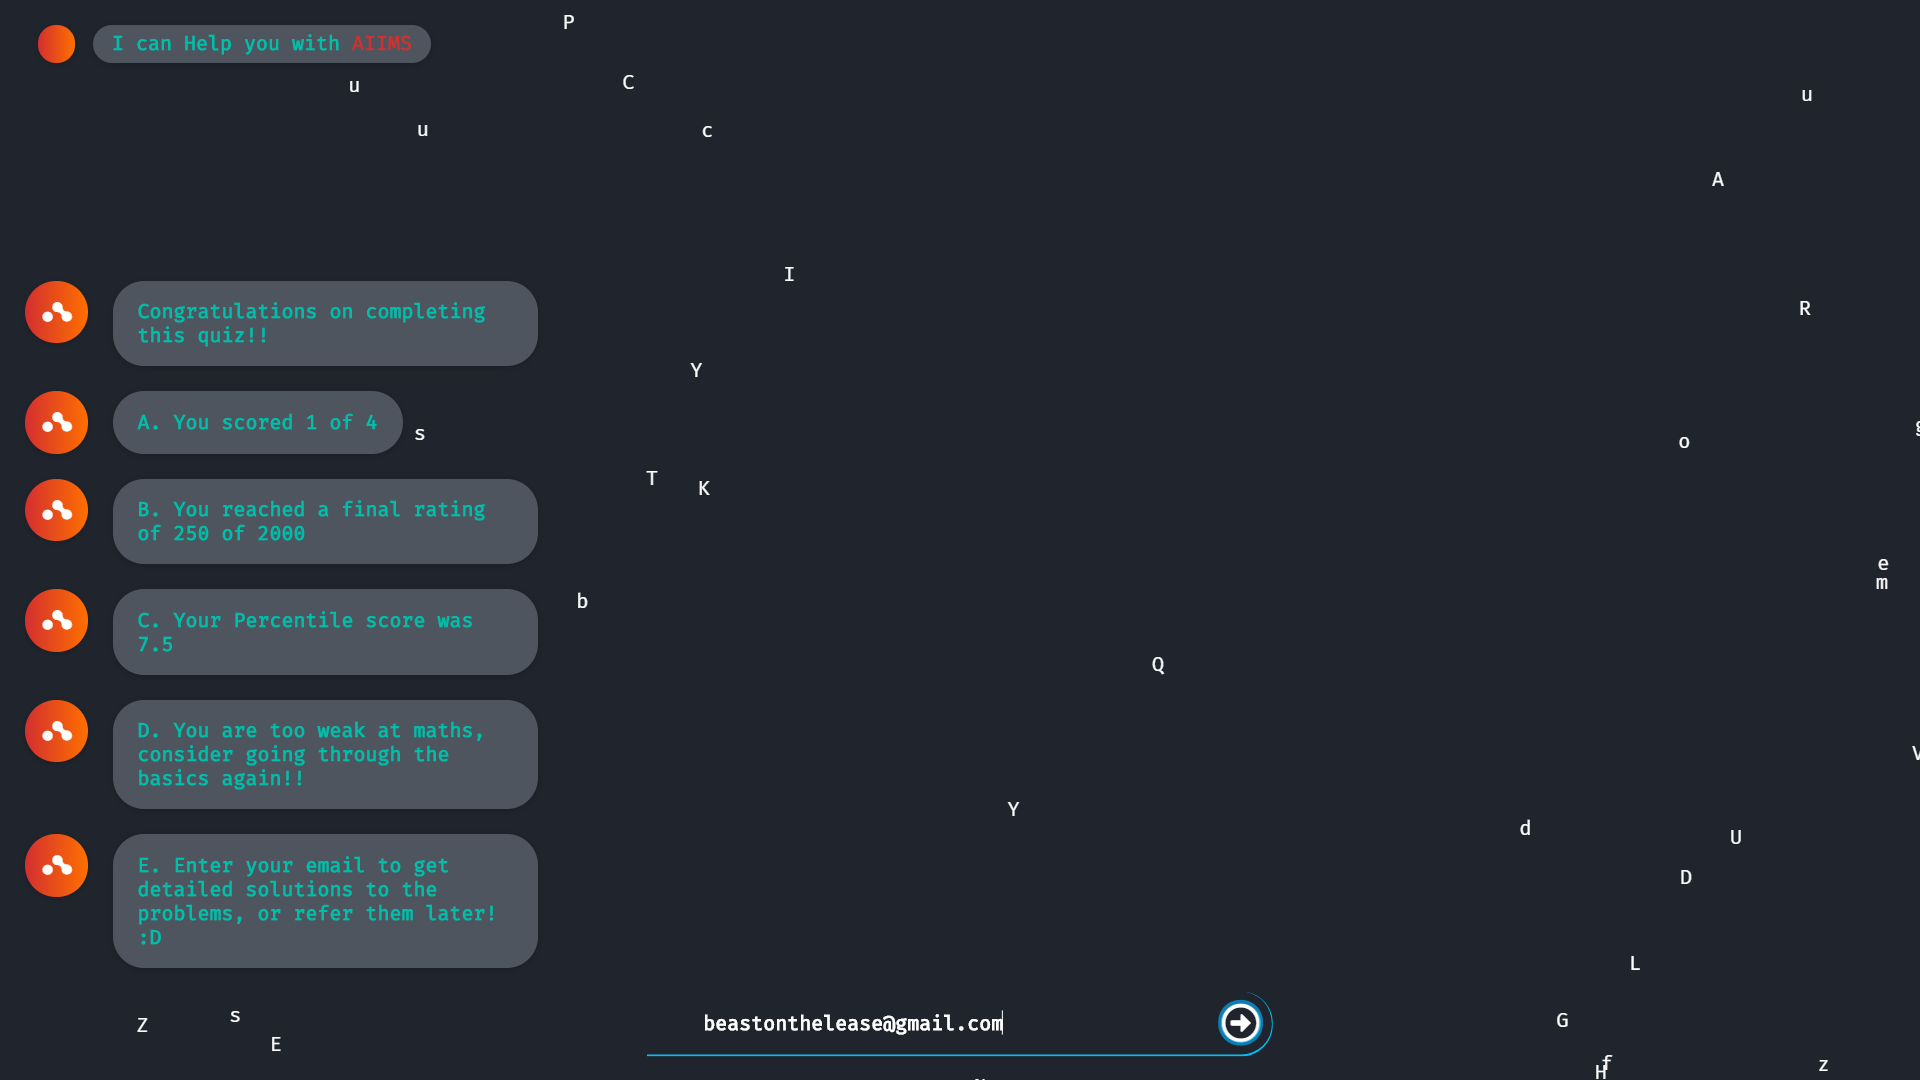 P
I can Help you with AIIMS
C
u
u
u
c
A
I
R
Congratulations on completing
this quiz!!
Y
A. You scored 1 of 4
s
g
o
T
K
B. You reached a final rating
of 250 of 2000
e
m
b
C. Your Percentile score was
7.5
Q
D. You are too weak at maths,
consider going through the
basics again!!
V
Y
d
U
E. Enter your email to get
detailed solutions to the
problems, or refer them later!
:D
D
L
s
Z
beastonthelease@gmail.com
G
E
f
H
z